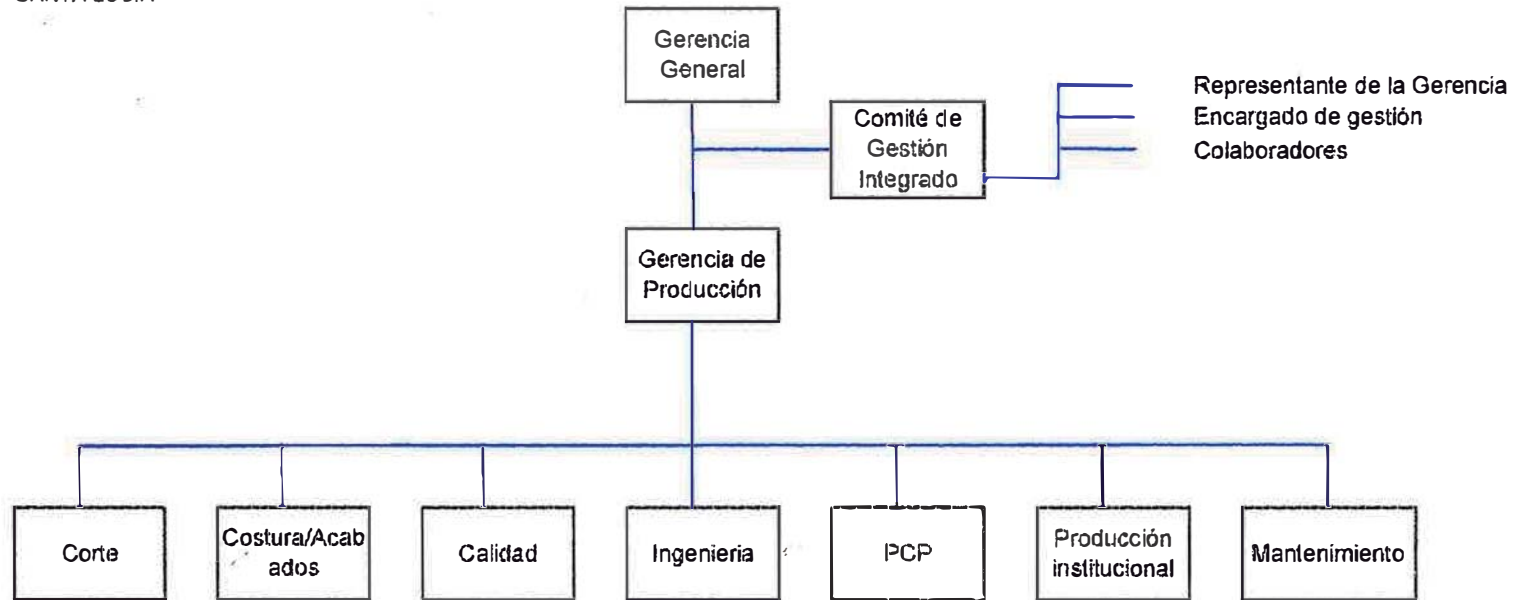 Gerencia
General
Comité de
Gestión
Integrado
Representante de la Gerencia
Encargado de gestión
Colaboradores
Gerencia de
Producción
Corte
Costura/Acab
ados
Calidad
Ingenieria
PCP
Producción
institucional
Mantenimiento